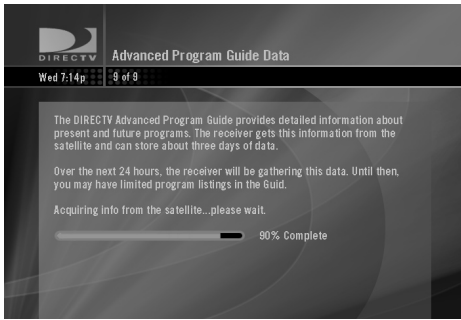 DIRECTV
Advanced Program Guide Data
Wed 7:14p
9 of 9
The DIRECTV Advanced Program Guide provides detailed information about
present and future programs. The receiver gets this information from the
satellite and can store about three days of data.
Over the next 24 hours, the receiver will be gathering this data. Until then,
you may have limited program listings in the Guid.
Acquiring info from the satellite...please wait.
90% Complete